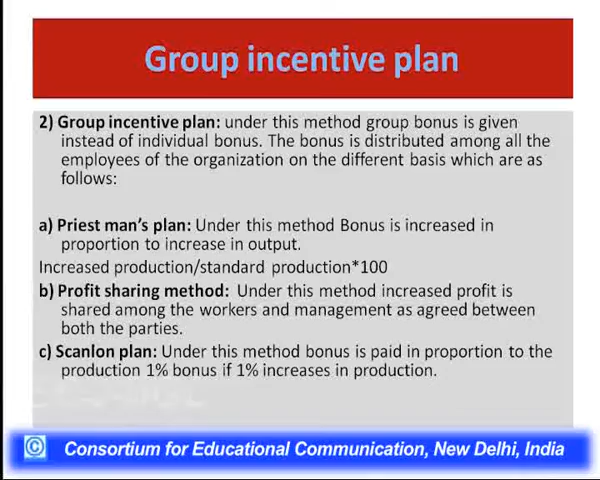 Group incentive plan
2) Group incentive plan: under this method group bonus is given
instead of individual bonus. The bonus is distributed among all the
employees of the organization on the different basis which are as
follows:
a) Priest man's plan: Under this method Bonus is increased in
proportion to increase in output.
Increased production/standard production*100
b) Profit sharing method: Under this method increased profit is
shared among the workers and management as agreed between
both the parties.
c) Scanlon plan: Under this method bonus is paid in proportion to the
production 1% bonus if 1% increases in production.
© Consortium for Educational Communication, New Delhi, India